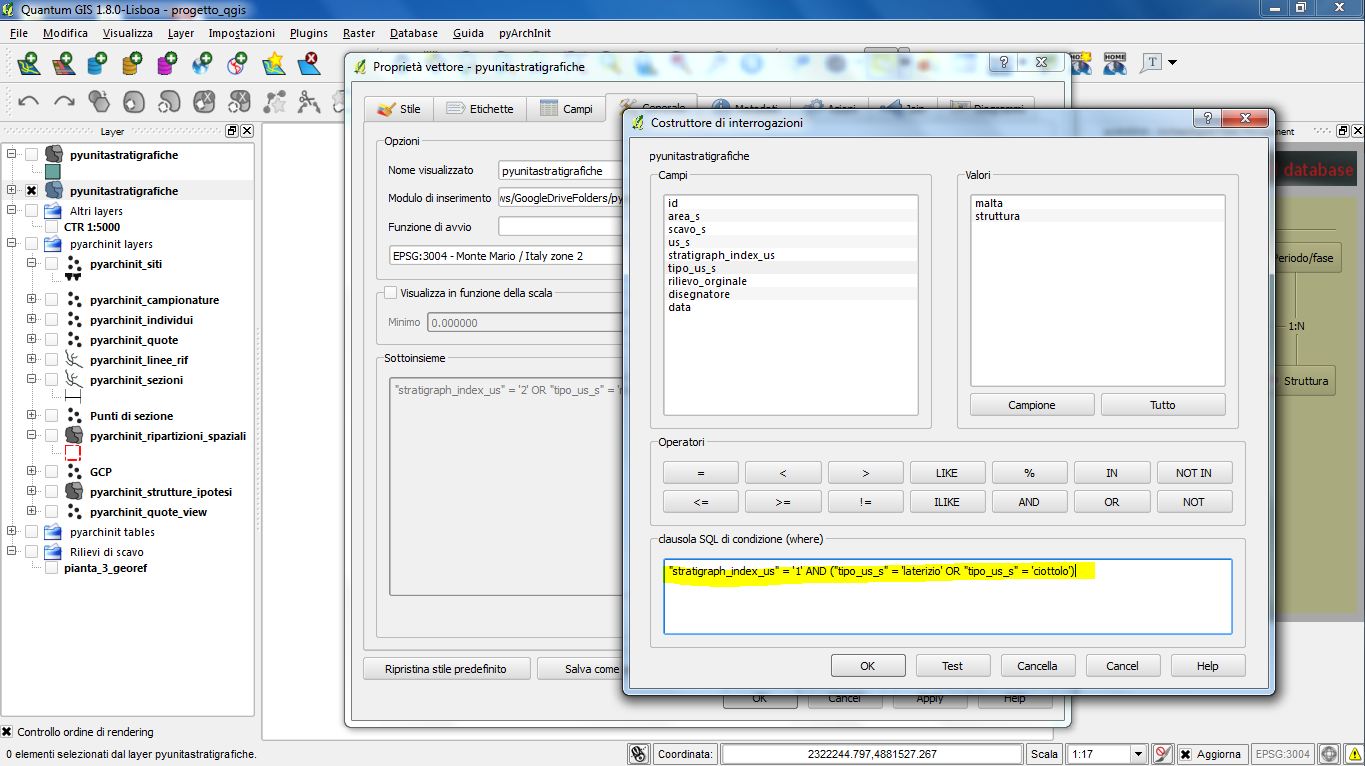 Quantum GIS 1.8.0-Lisboa - progetto_qgis
File Modifica Visualizza Layer Impostazioni Plugins Raster Database Guida pyArchInit
HOME HOME T
Layer
pyunitastratigrafiche
pyunitastratigrafiche
Altri layers
CTR 1:5000
pyarchinit layers
pyarchinit_siti
pyarchinit_campionature
pyarchinit_individui
pyarchinit_quote
pyarchinit_linee_rif
pyarchinit_sezioni
Punti di sezione
pyarchinit_ripartizioni_spaziali
GCP
pyarchinit_strutture_ipotesi
pyarchinit_quote_view
pyarchinit tables
Rilievi di scavo
pianta_3_georef
Controllo ordine di rendering
Proprietà vettore - pyunitastratigrafiche
Stile Etichette Campi Generale Metadati Azioni Join Diagrammi
Opzioni
Nome visualizzato pyunitastratigrafiche
Modulo di inserimento ws/GoogleDriveFolders/py
Funzione di avvio
EPSG:3004 - Monte Mario / Italy zone 2
Visualizza in funzione della scala
Minimo 0.000000
Sottoinsieme
"stratigraph_index_us" = '2' OR "tipo_us_s" =
Ripristina stile predefinito Salva come
OK Cancel Apply Help
Costruttore di interrogazioni
pyunitastratigrafiche
Campi
id
area_s
scavo_s
us_s
stratigraph_index_us
tipo_us_s
rilievo_orginale
disegnatore
data
Valori
malta
struttura
Campione Tutto
Operatori
= < > LIKE % IN NOT IN
<= >= != ILIKE AND OR NOT
clausola SQL di condizione (where)
"stratigraph_index_us" = '1' AND ("tipo_us_s" = 'laterizio' OR "tipo_us_s" = 'ciottolo')
OK Test Cancella Cancel Help
database
Periodo/fase
1:N
Struttura
0 elementi selezionati dal layer pyunitastratigrafiche.
Coordinata: 2322244.797,4881527.267 Scala 1:17 Aggiorna EPSG:3004